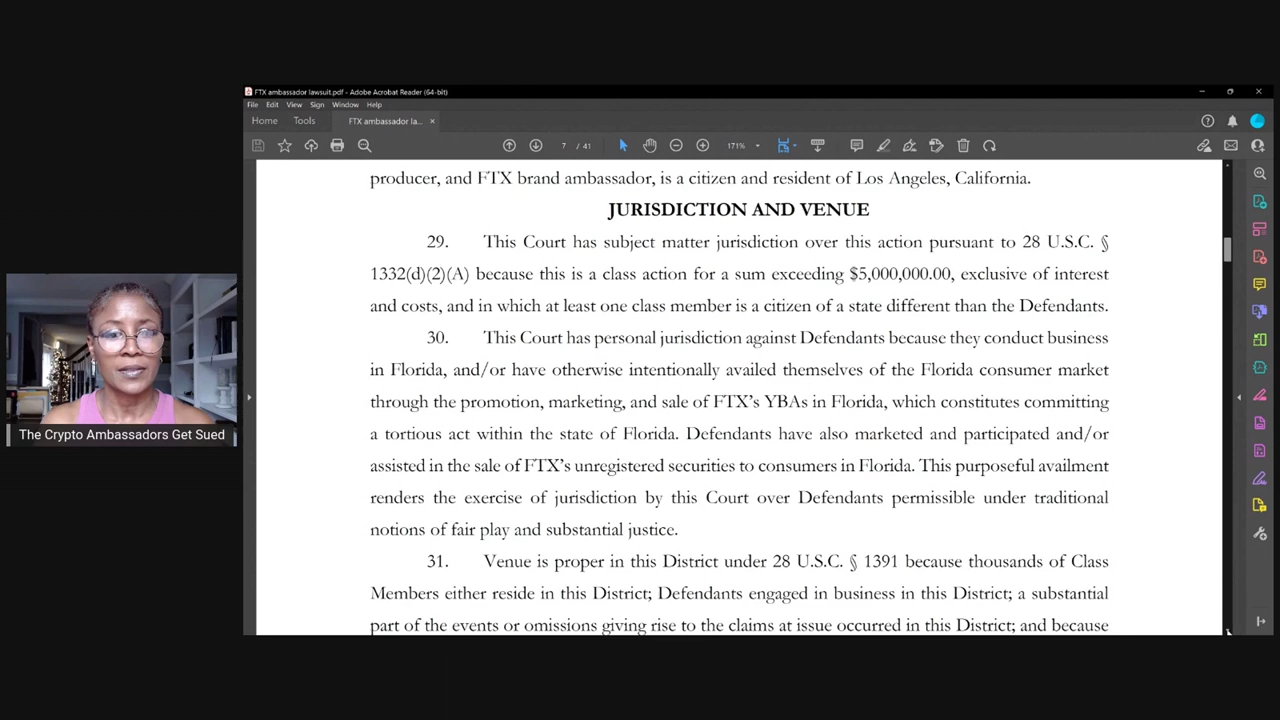 FTX ambassador lawsuit.pdf - Adobe Acrobat Reader (64-bit)
File Edit View Sign Window Help
Home Tools FTX ambassador la... ×
7 / 41 171%
producer, and FTX brand ambassador, is a citizen and resident of Los Angeles, California.
JURISDICTION AND VENUE
29. This Court has subject matter jurisdiction over this action pursuant to 28 U.S.C. §
1332(d)(2)(A) because this is a class action for a sum exceeding $5,000,000.00, exclusive of interest
and costs, and in which at least one class member is a citizen of a state different than the Defendants.
30. This Court has personal jurisdiction against Defendants because they conduct business
in Florida, and/or have otherwise intentionally availed themselves of the Florida consumer market
through the promotion, marketing, and sale of FTX's YBAs in Florida, which constitutes committing
a tortious act within the state of Florida. Defendants have also marketed and participated and/or
assisted in the sale of FTX's unregistered securities to consumers in Florida. This purposeful availment
renders the exercise of jurisdiction by this Court over Defendants permissible under traditional
notions of fair play and substantial justice.
31. Venue is proper in this District under 28 U.S.C. § 1391 because thousands of Class
Members either reside in this District; Defendants engaged in business in this District; a substantial
part of the events or omissions giving rise to the claims at issue occurred in this District; and because
The Crypto Ambassadors Get Sued